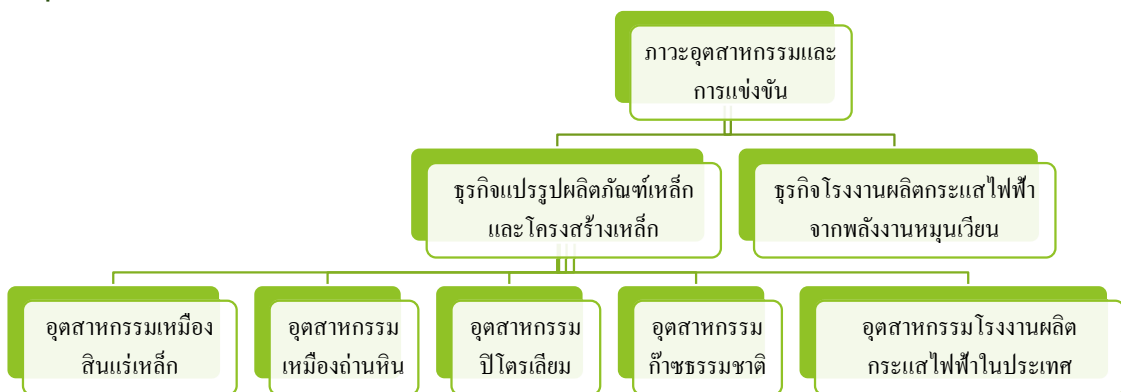 ภาวะอุตสาหกรรมและ
การแข่งขัน
ธุรกิจแปรรูปผลิตภัณฑ์เหล็ก
และโครงสร้างเหล็ก
ธุรกิจโรงงานผลิตกระแสไฟฟ้า
จากพลังงานหมุนเวียน
อุตสาหกรรมเหมือง
สินแร่เหล็ก
อุตสาหกรรม
เหมืองถ่านหิน
อุตสาหกรรม
ปิโตรเลียม
อุตสาหกรรม
ก๊าซธรรมชาติ
อุตสาหกรรมโรงงานผลิต
กระแสไฟฟ้าในประเทศ